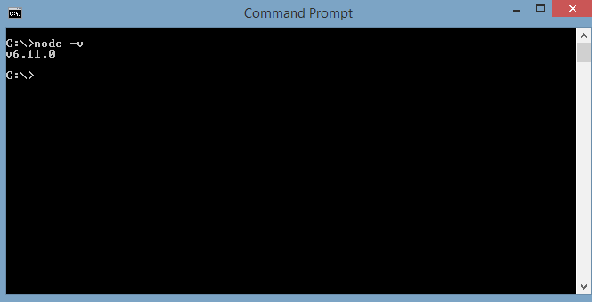 Command Prompt
C:\>node -v
v6.11.0
C:\>